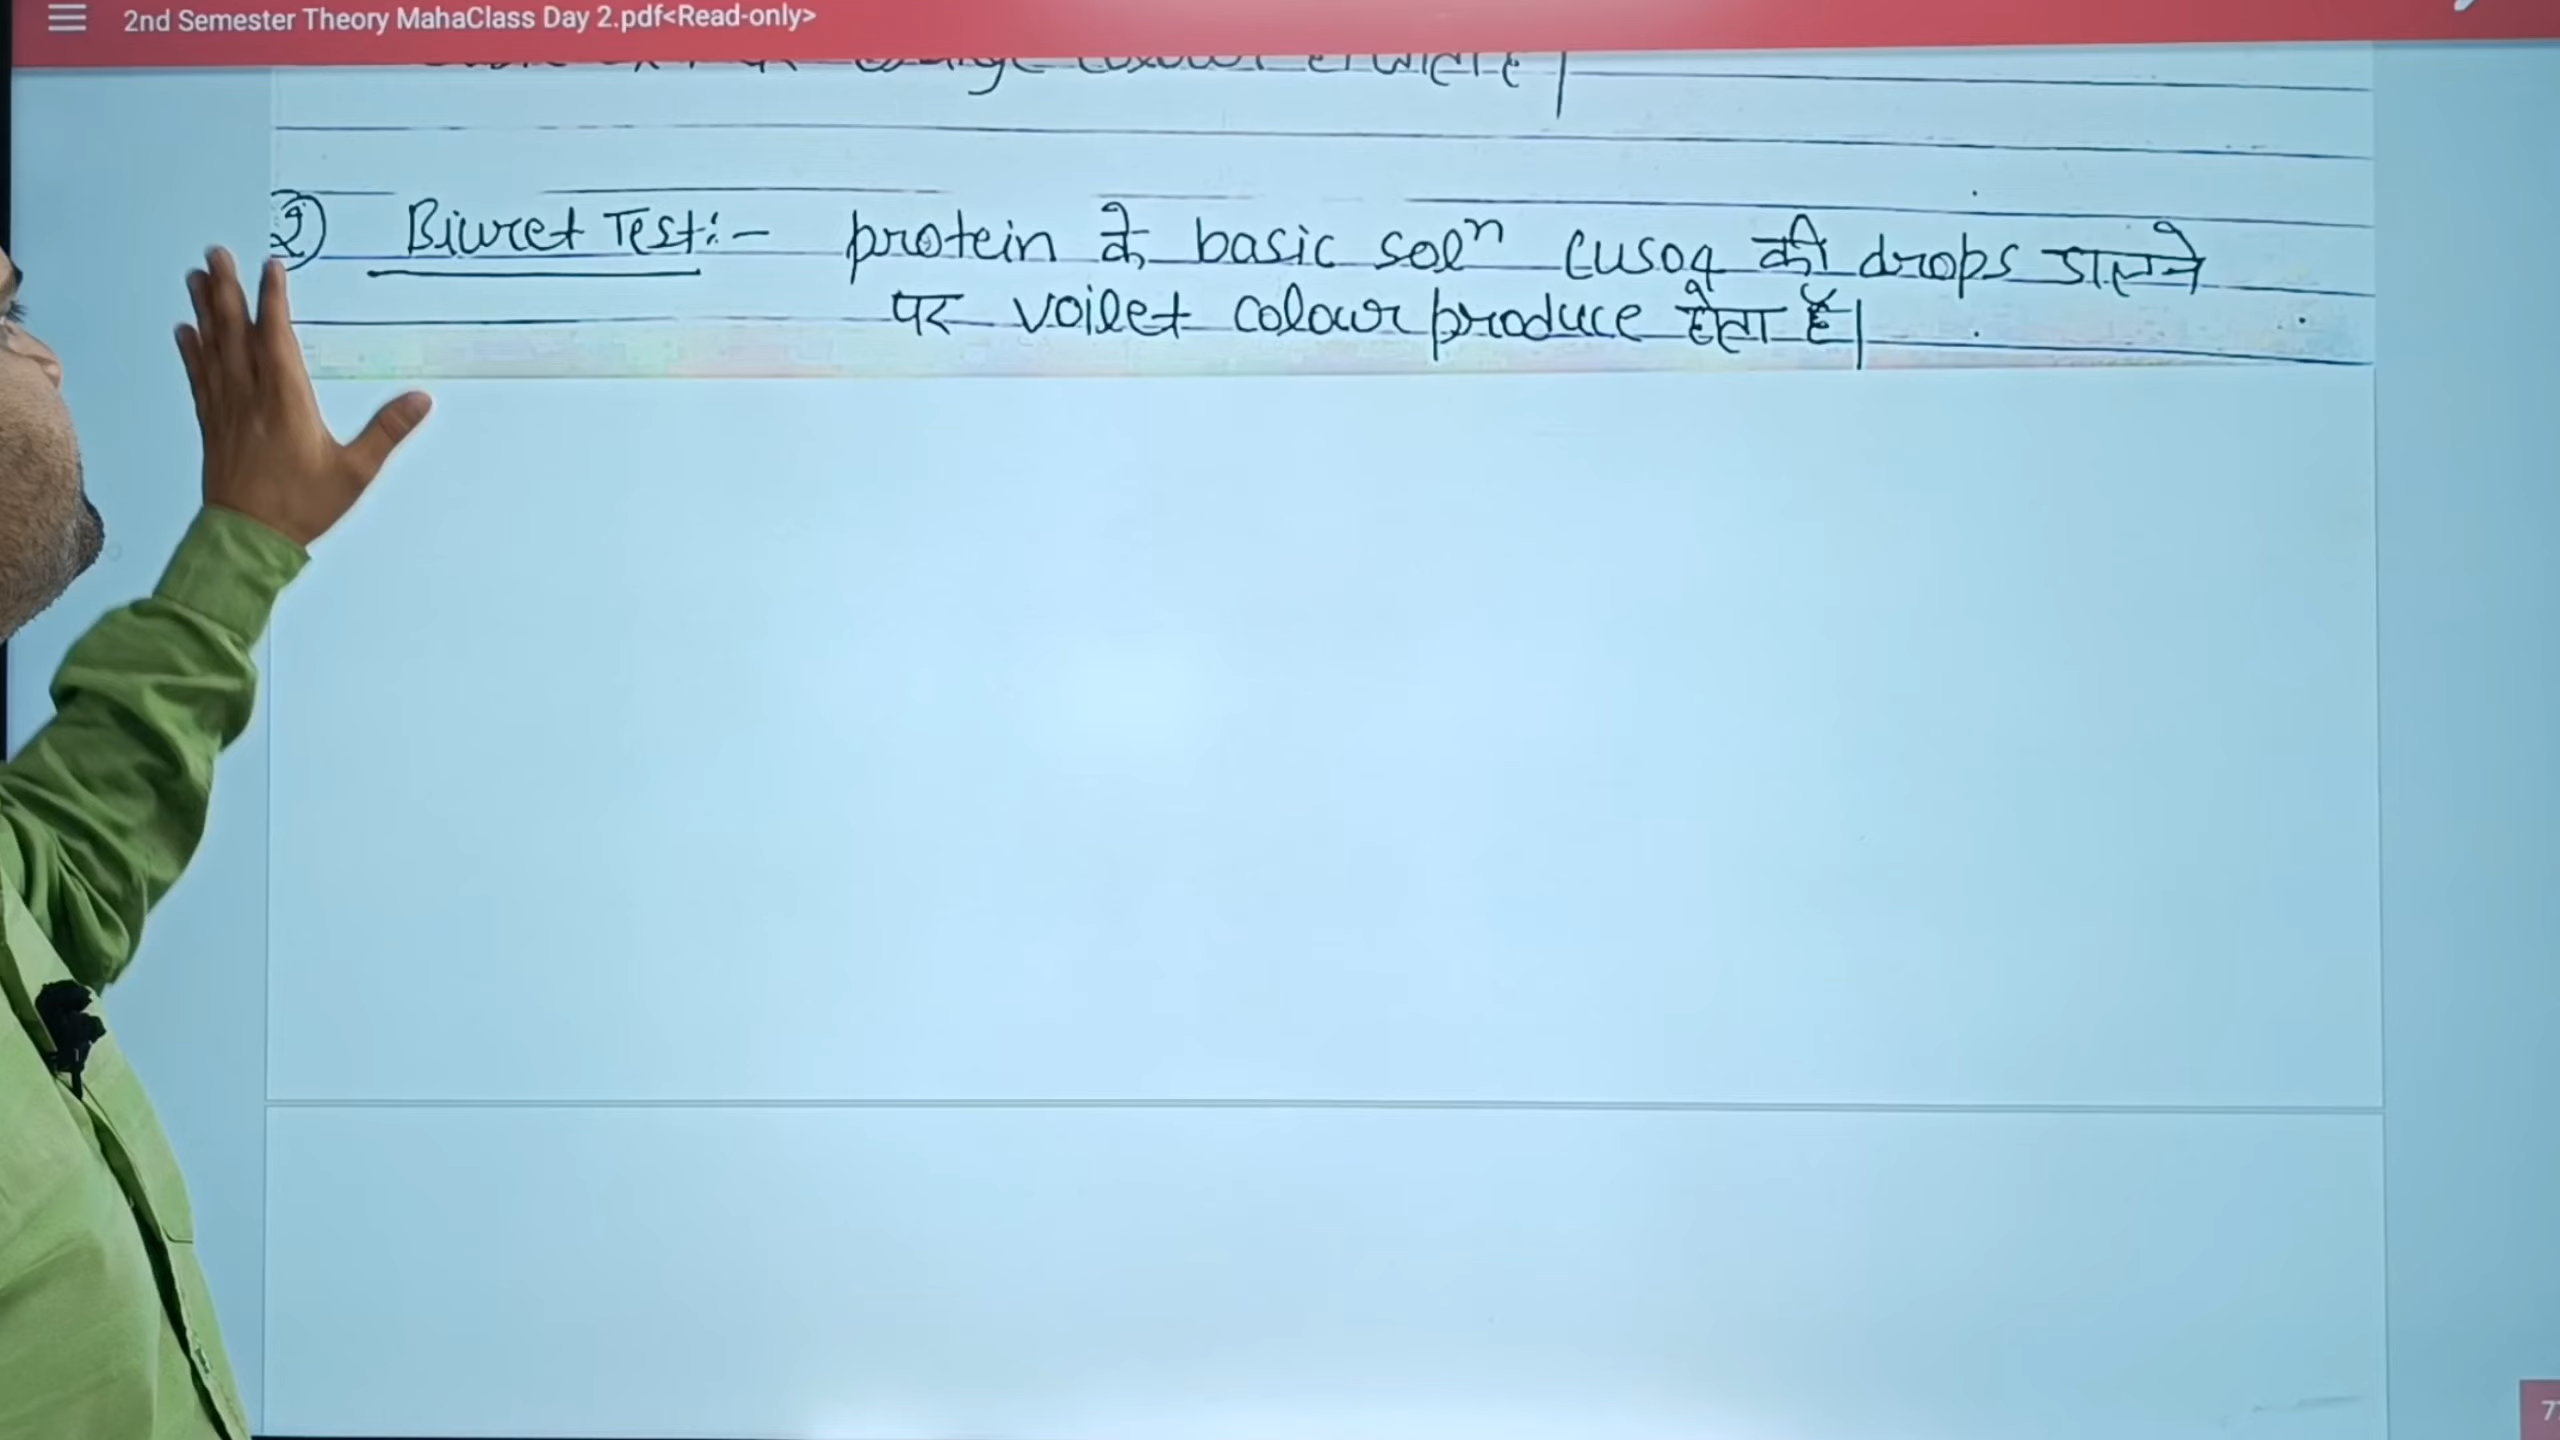 2nd Semester Theory MahaClass Day 2.pdf<Read-only>
colour हो जाता है।
② Biuret Test:- protein के basic solⁿ CuSO4 की drops डालने
पर voilet colour produce होता है।